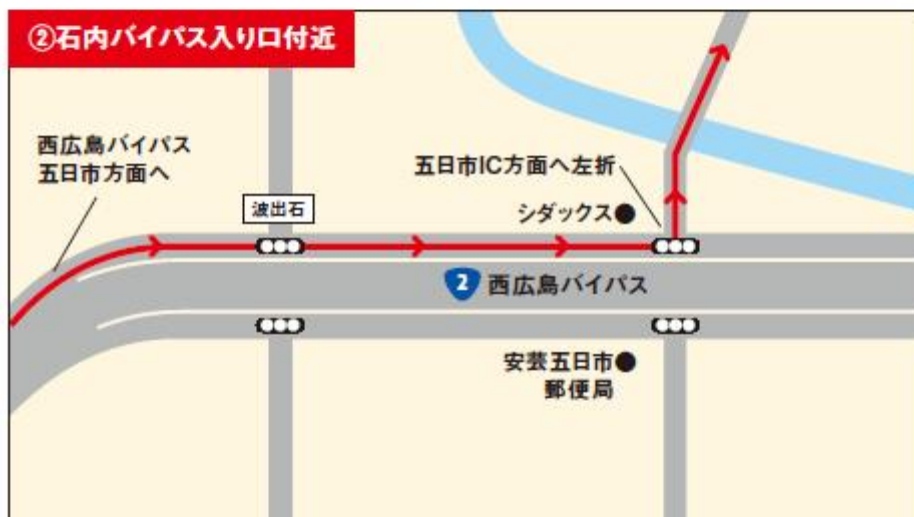 ②石内バイパス入り口付近
西広島バイパス
五日市方面へ
波出石
五日市IC方面へ左折
シダックス●
2 西広島バイパス
安芸五日市●
郵便局